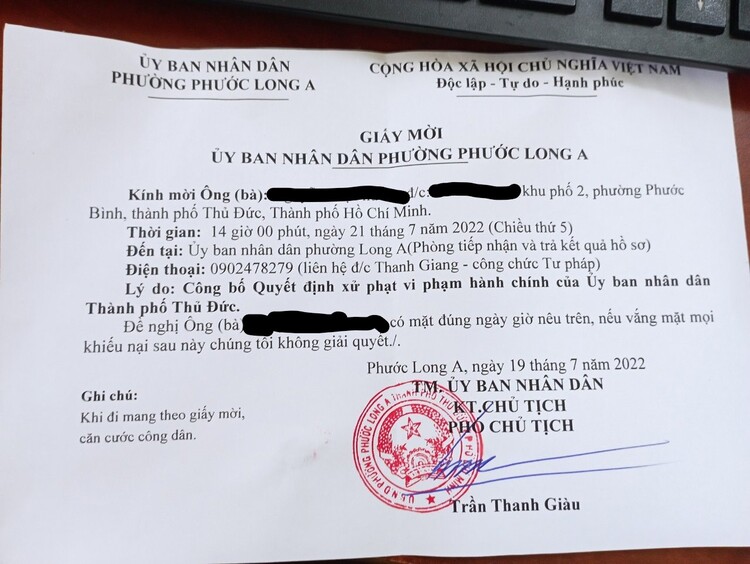 ỦY BAN NHÂN DÂN
PHƯỜNG PHƯỚC LONG A
CỘNG HÒA XÃ HỘI CHỦ NGHĨA VIỆT NAM
Độc lập - Tự do - Hạnh phúc
GIẤY MỜI
ỦY BAN NHÂN DÂN PHƯỜNG PHƯỚC LONG A
Kính mời Ông (bà): đ/c: khu phố 2, phường Phước
Bình, thành phố Thủ Đức, Thành phố Hồ Chí Minh.
Thời gian: 14 giờ 00 phút, ngày 21 tháng 7 năm 2022 (Chiều thứ 5)
Đến tại: Ủy ban nhân dân phường Long A(Phòng tiếp nhận và trả kết quả hồ sơ)
Điện thoại: 0902478279 (liên hệ đ/c Thanh Giang - công chức Tư pháp)
Lý do: Công bố Quyết định xử phạt vi phạm hành chính của Ủy ban nhân dân
Thành phố Thủ Đức.
Đề nghị Ông (bà) có mặt đúng ngày giờ nêu trên, nếu vắng mặt mọi
khiếu nại sau này chúng tôi không giải quyết./.
Phước Long A, ngày 19 tháng 7 năm 2022
TM. ỦY BAN NHÂN DÂN
KT.CHỦ TỊCH
PHÓ CHỦ TỊCH
Ghi chú:
Khi đi mang theo giấy mời,
căn cước công dân.
U.B.N.D PHƯỜNG PHƯỚC LONG A THÀNH PHỐ THỦ ĐỨC PHỐ MINH
Trần Thanh Giàu